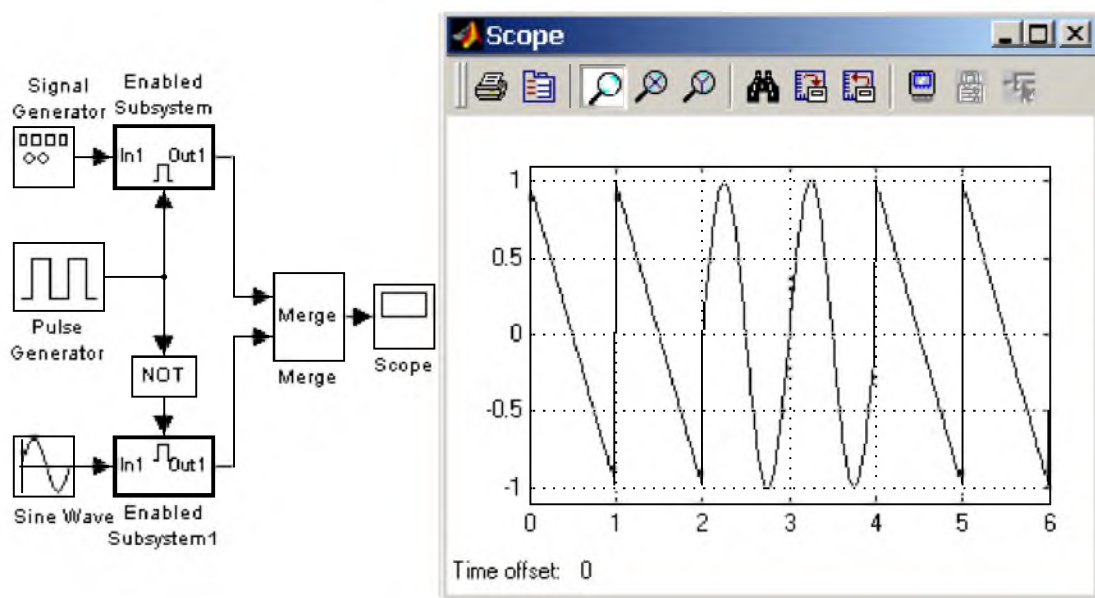 Signal
Generator
Enabled
Subsystem
In1 Out1
Pulse
Generator
NOT
In1 Out1
Sine Wave
Enabled
Subsystem1
Merge
Merge
Scope
Scope
1
0.5
0
-0.5
-1
0 1 2 3 4 5 6
Time offset: 0